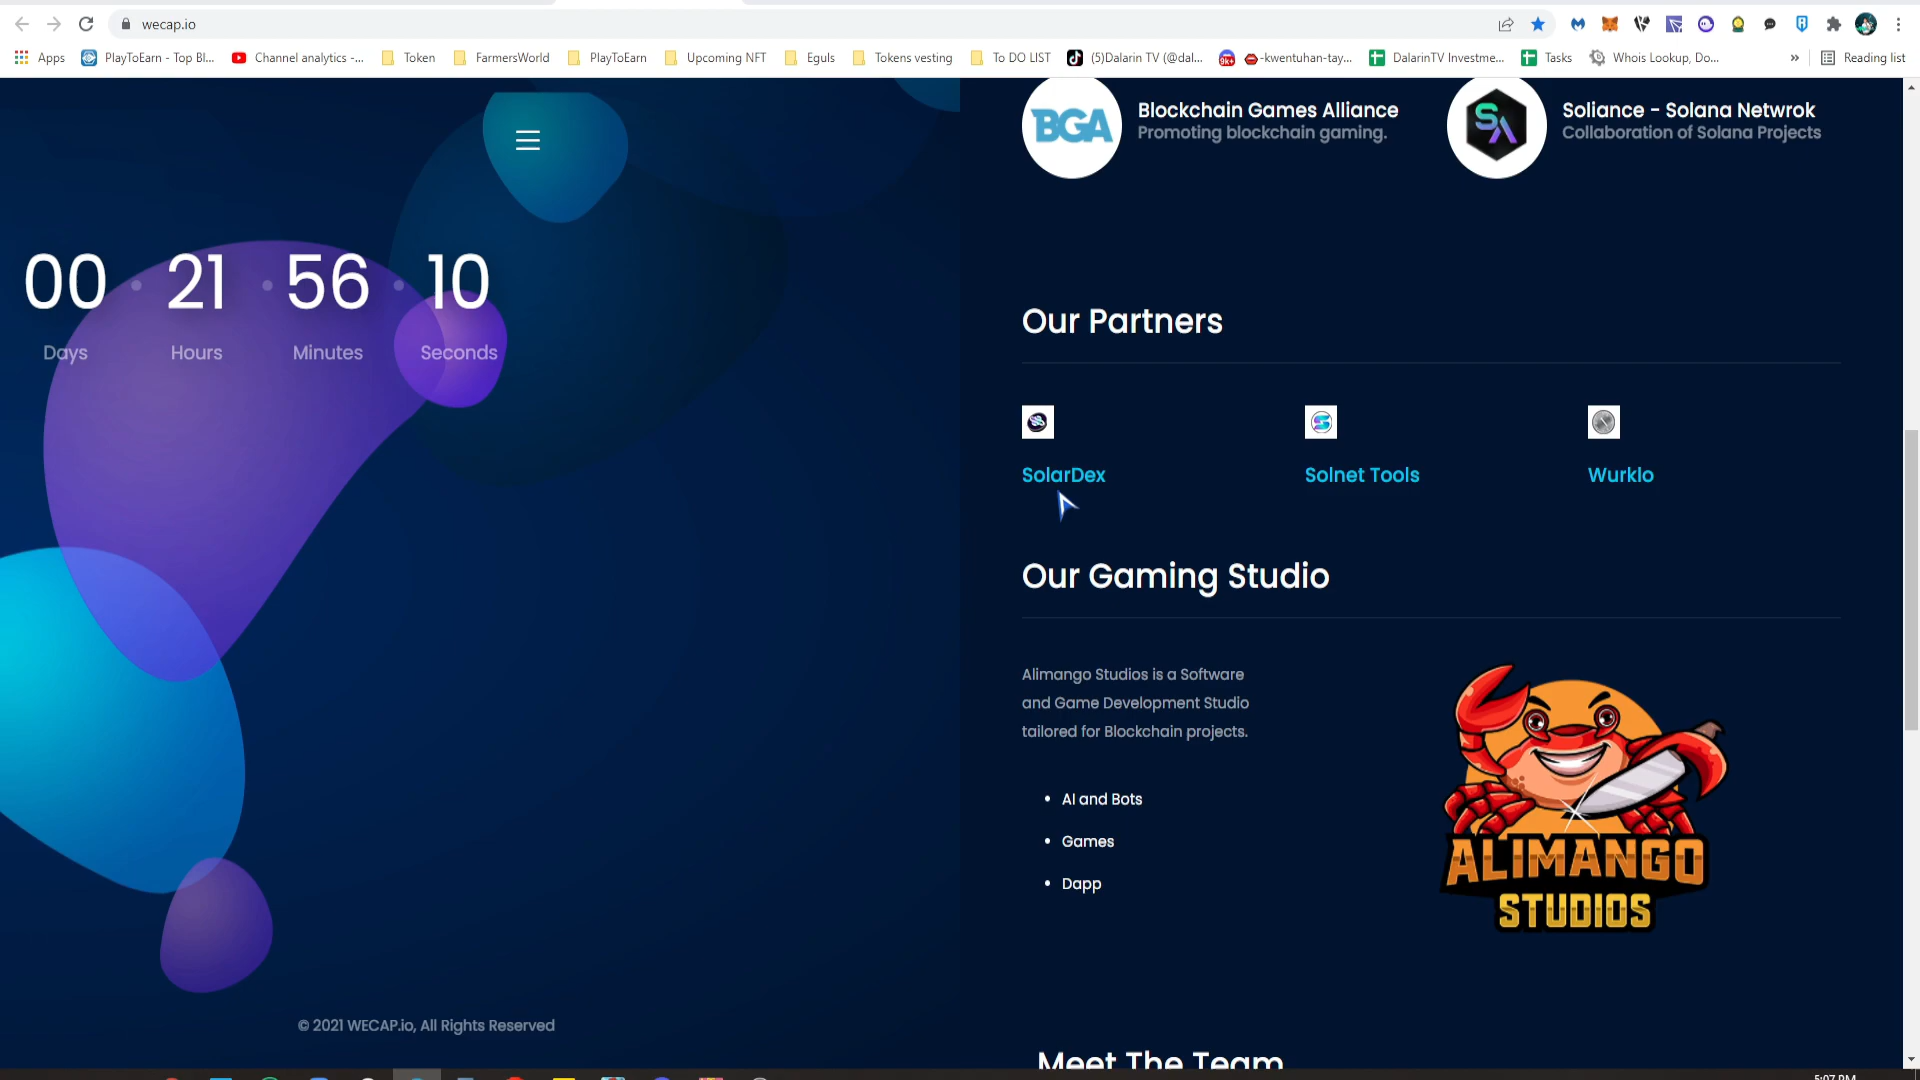 wecap.io
Apps
PlayToEarn - Top Bl...
Channel analytics -...
Token
FarmersWorld
PlayToEarn
Upcoming NFT
Eguls
Tokens vesting
To DO LIST
(5)Dalarin TV (@dal...
9k+
-kwentuhan-tay...
DalarinTV Investme...
Tasks
Whois Lookup, Do...
»
Reading list
00 21 56 10
Days Hours Minutes Seconds
© 2021 WECAP.io, All Rights Reserved
BGA
Blockchain Games Alliance
Promoting blockchain gaming.
Soliance - Solana Netwrok
Collaboration of Solana Projects
Our Partners
SolarDex
Solnet Tools
Wurklo
Our Gaming Studio
Alimango Studios is a Software
and Game Development Studio
tailored for Blockchain projects.
• AI and Bots
• Games
• Dapp
ALIMANGO
STUDIOS
Meet The Team
5:07 PM